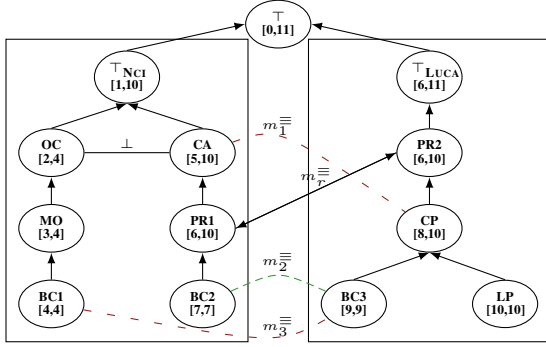 ⊤
[0,11]
⊤NCI
[1,10]
⊤LUCA
[6,11]
OC
[2,4]
⊥
CA
[5,10]
m≡1
PR2
[6,10]
m≡r
MO
[3,4]
PR1
[6,10]
CP
[8,10]
m≡2
BC1
[4,4]
BC2
[7,7]
BC3
[9,9]
LP
[10,10]
m≡3